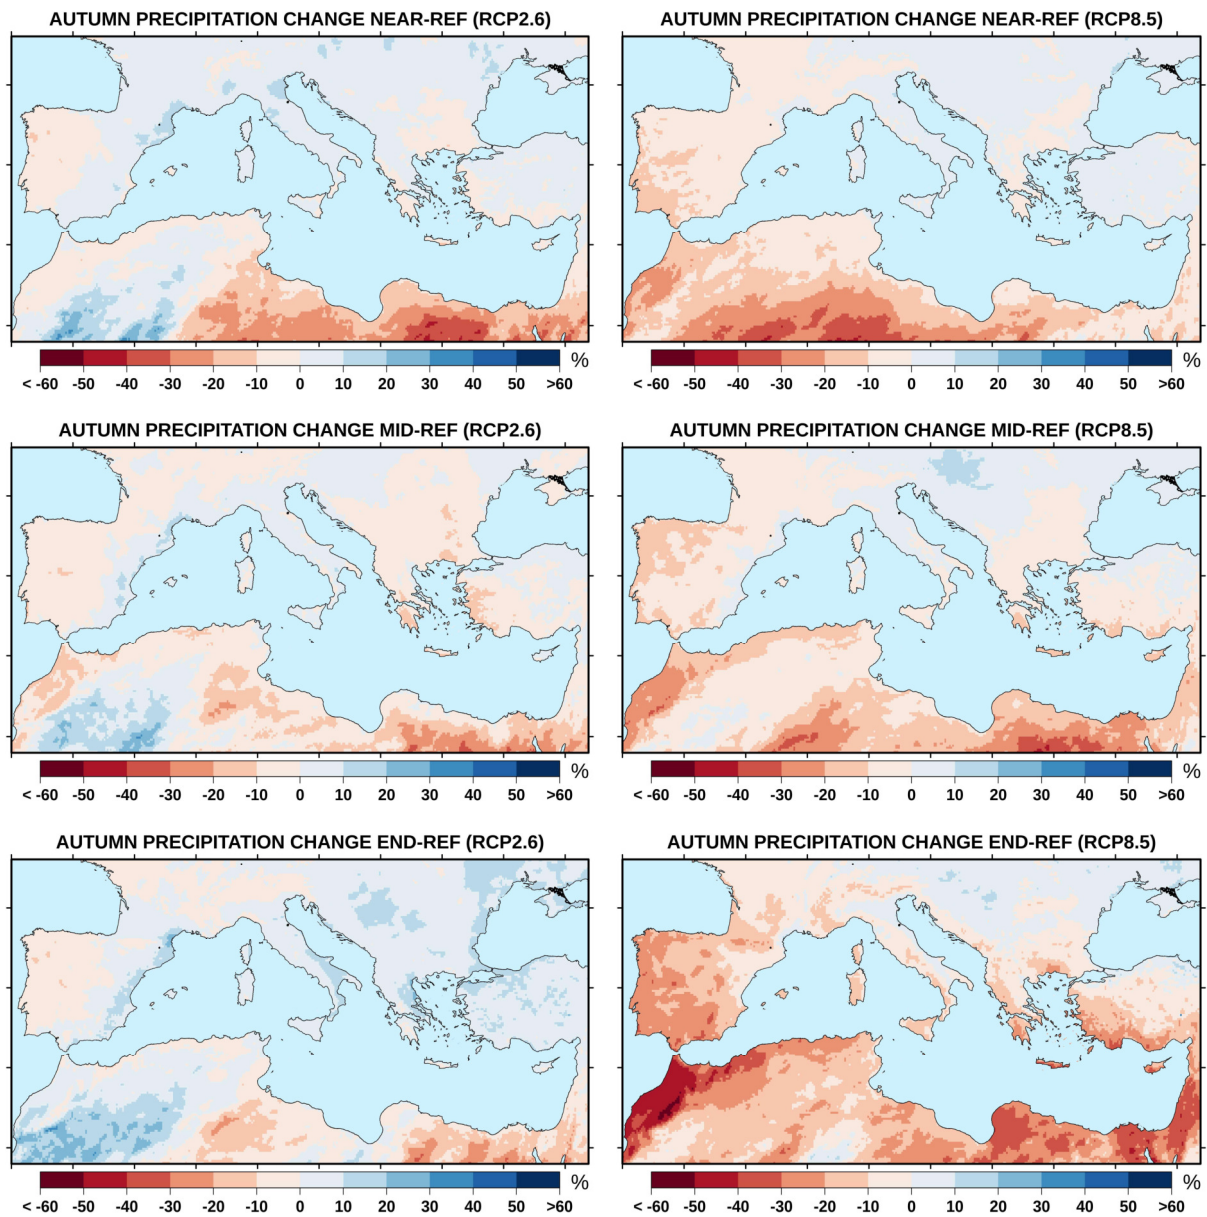 AUTUMN PRECIPITATION CHANGE NEAR-REF (RCP2.6)
AUTUMN PRECIPITATION CHANGE NEAR-REF (RCP8.5)
%
< -60 -50 -40 -30 -20 -10 0 10 20 30 40 50 >60
%
< -60 -50 -40 -30 -20 -10 0 10 20 30 40 50 >60
AUTUMN PRECIPITATION CHANGE MID-REF (RCP2.6)
AUTUMN PRECIPITATION CHANGE MID-REF (RCP8.5)
%
< -60 -50 -40 -30 -20 -10 0 10 20 30 40 50 >60
%
< -60 -50 -40 -30 -20 -10 0 10 20 30 40 50 >60
AUTUMN PRECIPITATION CHANGE END-REF (RCP2.6)
AUTUMN PRECIPITATION CHANGE END-REF (RCP8.5)
%
< -60 -50 -40 -30 -20 -10 0 10 20 30 40 50 >60
%
< -60 -50 -40 -30 -20 -10 0 10 20 30 40 50 >60